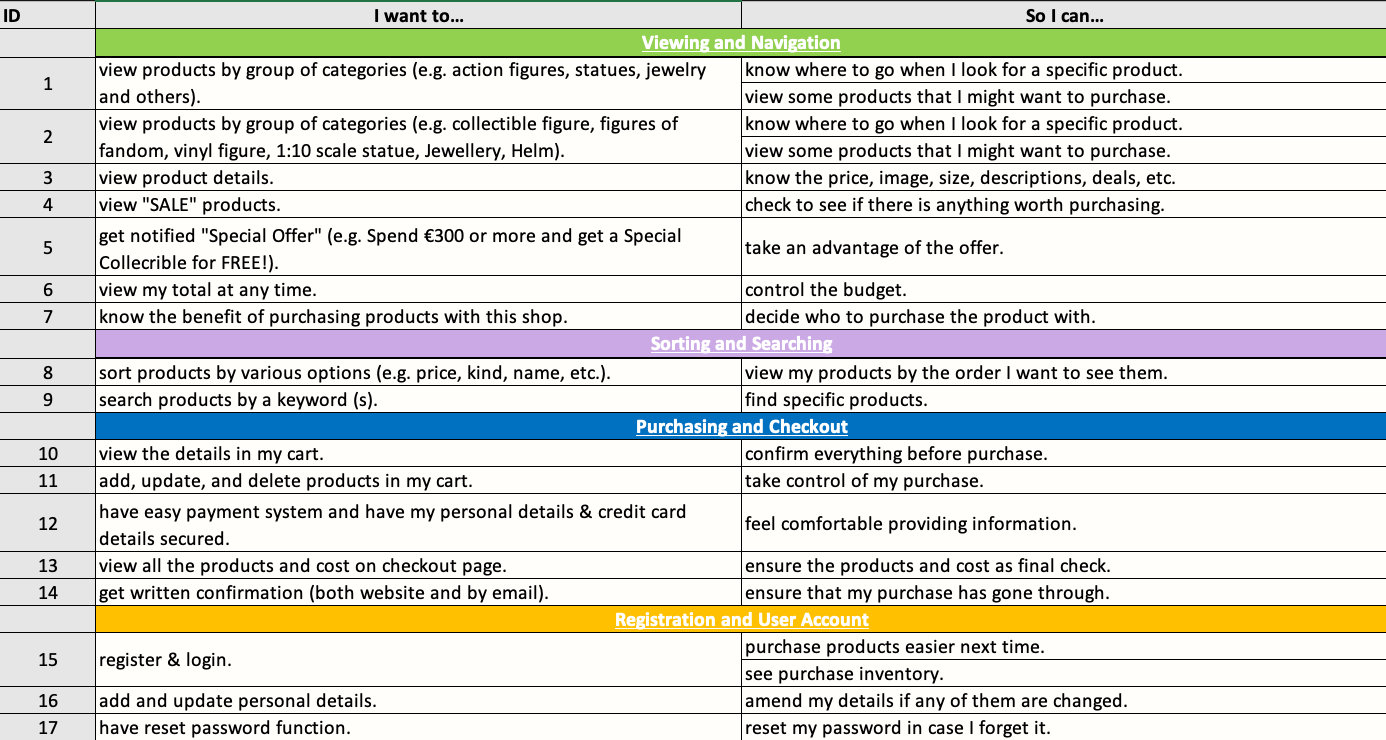 ID I want to... So I can...
Viewing and Navigation
1 view products by group of categories (e.g. action figures, statues, jewelry and others). know where to go when I look for a specific product.
view some products that I might want to purchase.
2 view products by group of categories (e.g. collectible figure, figures of fandom, vinyl figure, 1:10 scale statue, Jewellery, Helm). know where to go when I look for a specific product.
view some products that I might want to purchase.
3 view product details. know the price, image, size, descriptions, deals, etc.
4 view "SALE" products. check to see if there is anything worth purchasing.
5 get notified "Special Offer" (e.g. Spend €300 or more and get a Special Collecrible for FREE!). take an advantage of the offer.
6 view my total at any time. control the budget.
7 know the benefit of purchasing products with this shop. decide who to purchase the product with.
Sorting and Searching
8 sort products by various options (e.g. price, kind, name, etc.). view my products by the order I want to see them.
9 search products by a keyword (s). find specific products.
Purchasing and Checkout
10 view the details in my cart. confirm everything before purchase.
11 add, update, and delete products in my cart. take control of my purchase.
12 have easy payment system and have my personal details & credit card details secured. feel comfortable providing information.
13 view all the products and cost on checkout page. ensure the products and cost as final check.
14 get written confirmation (both website and by email). ensure that my purchase has gone through.
Registration and User Account
15 register & login. purchase products easier next time.
see purchase inventory.
16 add and update personal details. amend my details if any of them are changed.
17 have reset password function. reset my password in case I forget it.